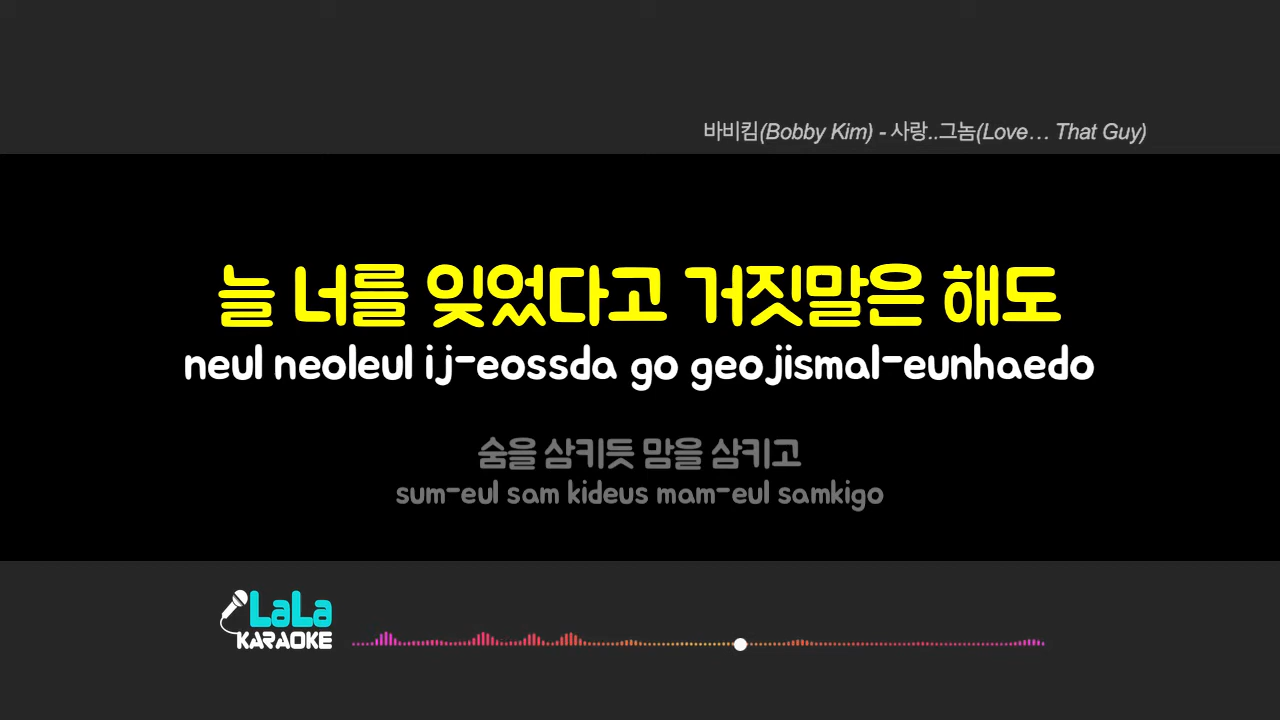 바비킴(Bobby Kim) - 사랑..그놈(Love... That Guy)
늘 너를 잊었다고 거짓말은 해도
neul neoleul ij-eossda go geojismal-eunhaedo
숨을 삼키듯 맘을 삼키고
sum-eul sam kideus mam-eul samkigo
LaLa
KARAOKE